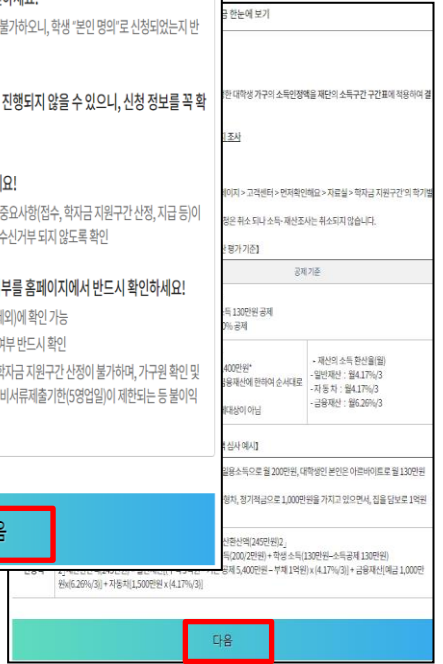 불가하오니, 학생 "본인 명의"로 신청되었는지 반
진행되지 않을 수 있으니, 신청 정보를 꼭 확
요!
중요사항(접수, 학자금 지원구간 산정, 지급 등)이
수신거부 되지 않도록 확인
부를 홈페이지에서 반드시 확인하세요!
외)에 확인 가능
여부 반드시 확인
학자금 지원구간 산정이 불가하며, 가구원 확인 및
비서류제출기한(5영업일)이 제한되는 등 불이익
금 한눈에 보기
한 대학생 가구의 소득인정액을 재단의 소득구간 구간표에 적용하여 결
조사
페이지 > 고객센터 > 먼저확인해요 > 자료실 > 학자금 지원구간'의 학기별
청은 취소 되나 소득·재산조사는 취소되지 않습니다.
평가 기준】
공제 기준
소득 130만원 공제
0% 공제
,400만원*
금융재산에 한하여 순서대로
제대상이 아님
- 재산의 소득 환산율(월)
- 일반재산 : 월4.17%/3
- 자동차 : 월4.17%/3
- 금융재산 : 월6.26%/3
심사 예시】
일용소득으로 월 200만원, 대학생인 본인은 아르바이트로 월 130만원
형차, 정기적금으로 1,000만원을 가지고 있으면서, 집을 담보로 1억원
산환산액(245만원)2」
득(200/2만원) + 학생 소득(130만원–소득공제 130만원)
공제 5,400만원 – 부채 1억원) x (4.17%/3)] + 금융재산[예금 1,000만
원x(6.26%/3)] + 자동차[1,500만원 x (4.17%/3)]
음
다음